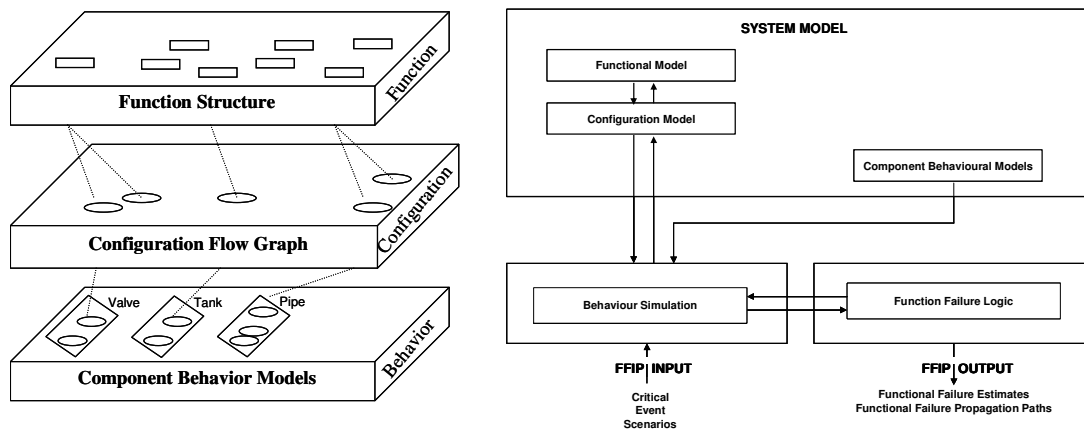 Function Structure
Function
Configuration Flow Graph
Configuration
Valve
Tank
Pipe
Component Behavior Models
Behavior
SYSTEM MODEL
Functional Model
Configuration Model
Component Behavioural Models
Behaviour Simulation
Function Failure Logic
FFIP INPUT
Critical
Event
Scenarios
FFIP OUTPUT
Functional Failure Estimates
Functional Failure Propagation Paths